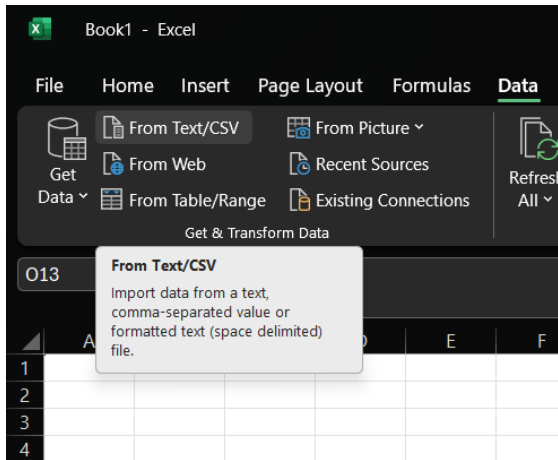 Book1 - Excel
File Home Insert Page Layout Formulas Data
From Text/CSV From Picture
Get Data
From Web Recent Sources
Refresh All
From Table/Range Existing Connections
Get & Transform Data
O13
From Text/CSV
Import data from a text,
comma-separated value or
formatted text (space delimited)
file.
A E F
1
2
3
4